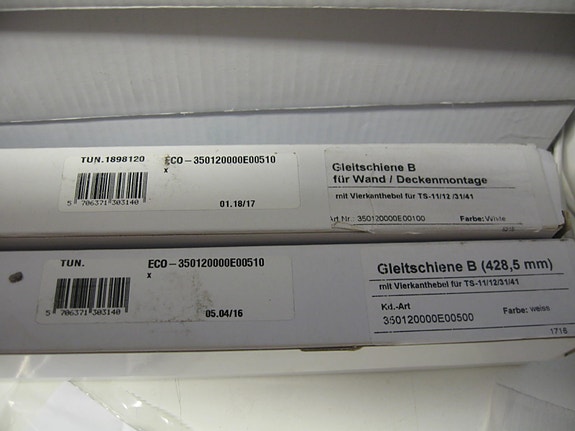 TUN.1898120 ECO-350120000E00510
x
5 706371 303140
01.18/17
Gleitschiene B
für Wand / Deckenmontage
mit Vierkanthebel für TS-11/12 /31/41
Art.Nr.: 350120000E00100 Farbe: Weiße
TUN. ECO-350120000E00510
x
5 706371 303140
05.04/16
Gleitschiene B (428,5 mm)
mit Vierkanthebel für TS-11/12/31/41
Kd.-Art
350120000E00500 Farbe: weiss
1716